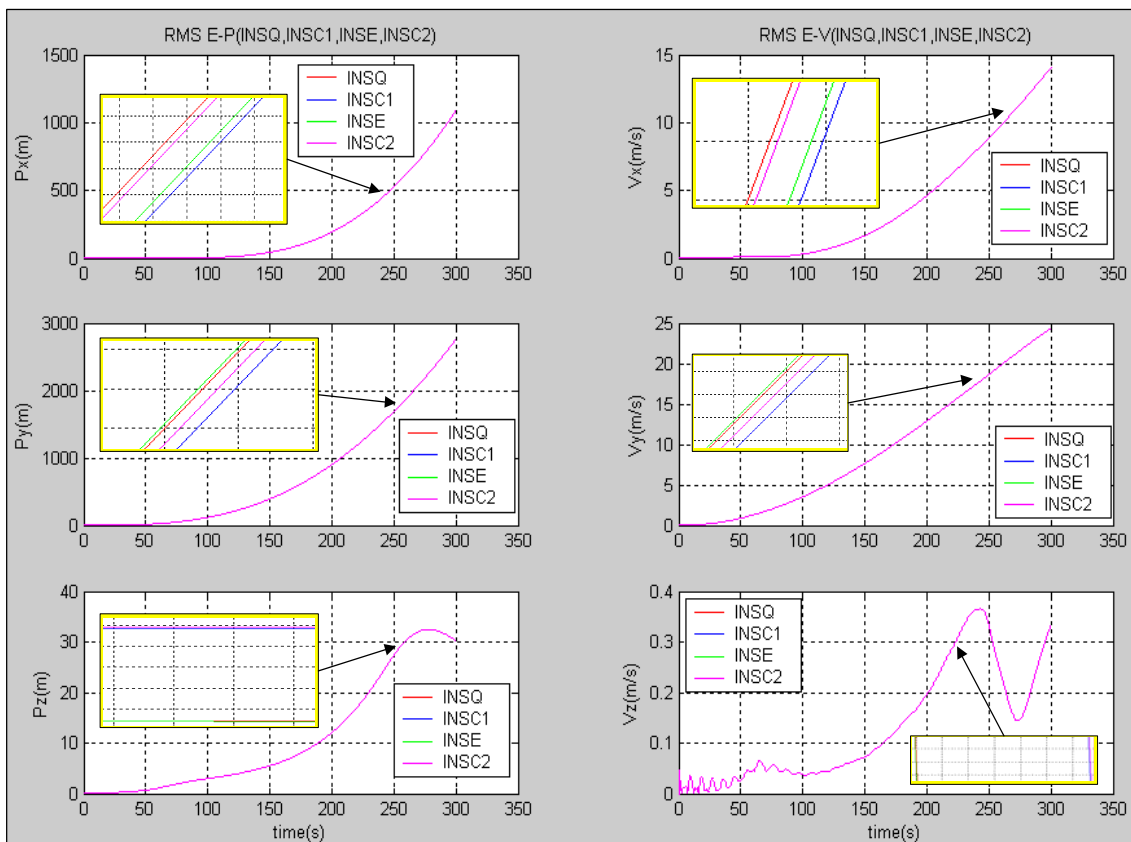 RMS E-P(INSQ,INSC1,INSE,INSC2)
1500
1000
500
0
Px(m)
INSQ
INSC1
INSE
INSC2
0 50 100 150 200 250 300 350
RMS E-V(INSQ,INSC1,INSE,INSC2)
15
10
5
0
Vx(m/s)
INSQ
INSC1
INSE
INSC2
0 50 100 150 200 250 300 350
3000
2000
1000
0
Py(m)
INSQ
INSC1
INSE
INSC2
0 50 100 150 200 250 300 350
25
20
15
10
5
0
Vy(m/s)
INSQ
INSC1
INSE
INSC2
0 50 100 150 200 250 300 350
40
30
20
10
0
Pz(m)
INSQ
INSC1
INSE
INSC2
0 50 100 150 200 250 300 350
time(s)
0.4
0.3
0.2
0.1
0
Vz(m/s)
INSQ
INSC1
INSE
INSC2
0 50 100 150 200 250 300 350
time(s)